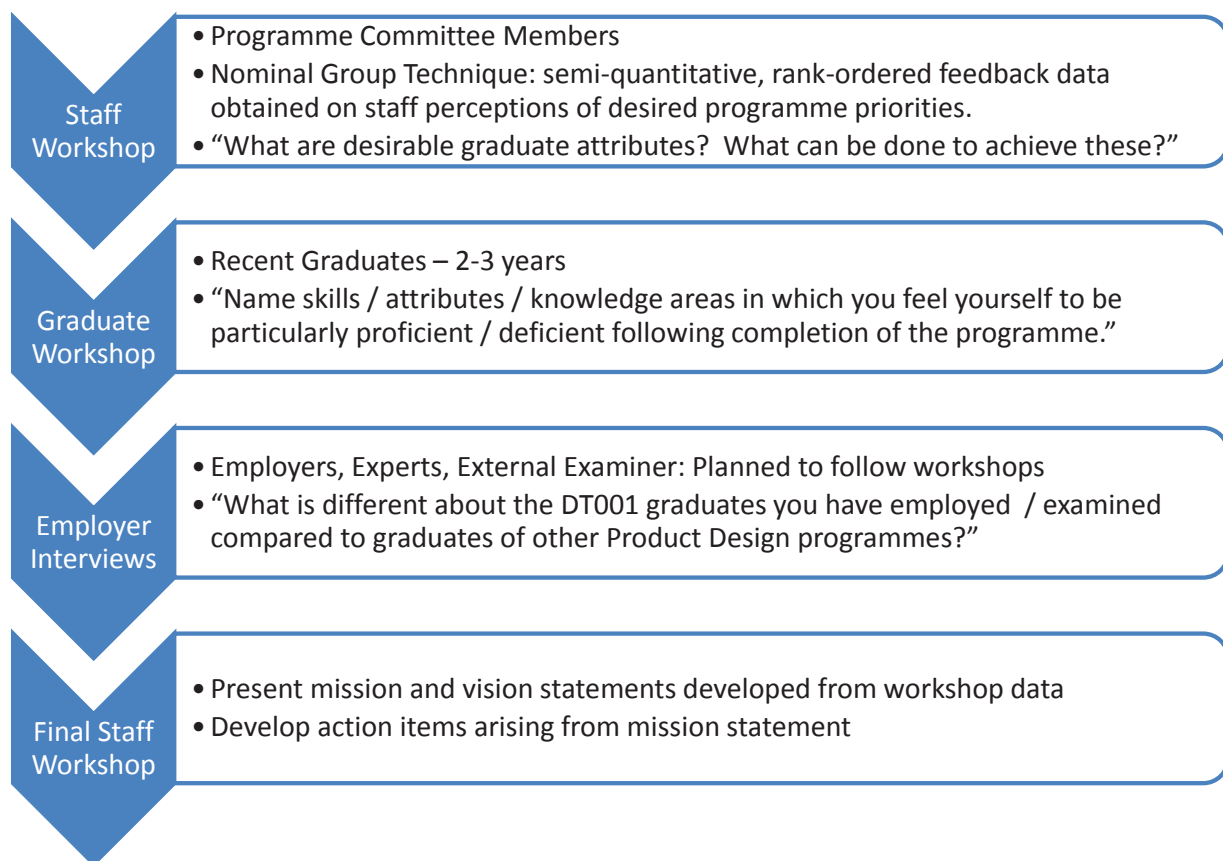 Staff
Workshop
• Programme Committee Members
• Nominal Group Technique: semi-quantitative, rank-ordered feedback data
obtained on staff perceptions of desired programme priorities.
• “What are desirable graduate attributes?  What can be done to achieve these?”
Graduate
Workshop
• Recent Graduates – 2-3 years
• “Name skills / attributes / knowledge areas in which you feel yourself to be
particularly proficient / deficient following completion of the programme.”
Employer
Interviews
• Employers, Experts, External Examiner: Planned to follow workshops
• “What is different about the DT001 graduates you have employed  / examined
compared to graduates of other Product Design programmes?”
Final Staff
Workshop
• Present mission and vision statements developed from workshop data
• Develop action items arising from mission statement